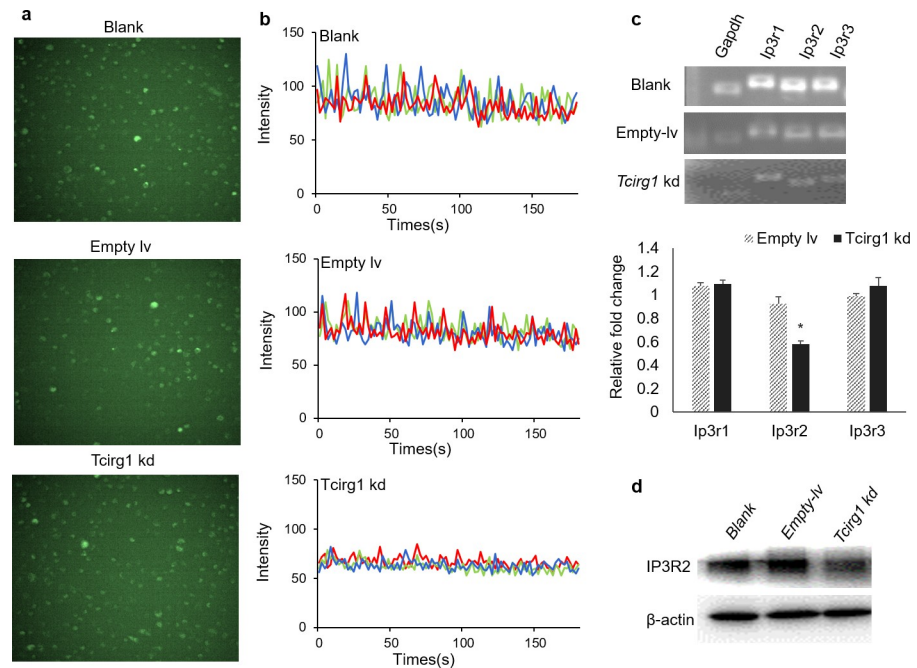 a
Blank
Empty lv
Tcirg1 kd
b
Blank
Intensity
150
100
50
0
0 50 100 150
Times(s)
Empty lv
Intensity
150
100
50
0
0 50 100 150
Times(s)
Tcirg1 kd
Intensity
150
100
50
0
0 50 100 150
Times(s)
c
Gapdh Ip3r1 Ip3r2 Ip3r3
Blank
Empty-lv
Tcirg1 kd
Empty lv Tcirg1 kd
Relative fold change
1.4
1.2
1
0.8
0.6
0.4
0.2
0
*
Ip3r1 Ip3r2 Ip3r3
d
Blank Empty-lv Tcirg1 kd
IP3R2
β-actin